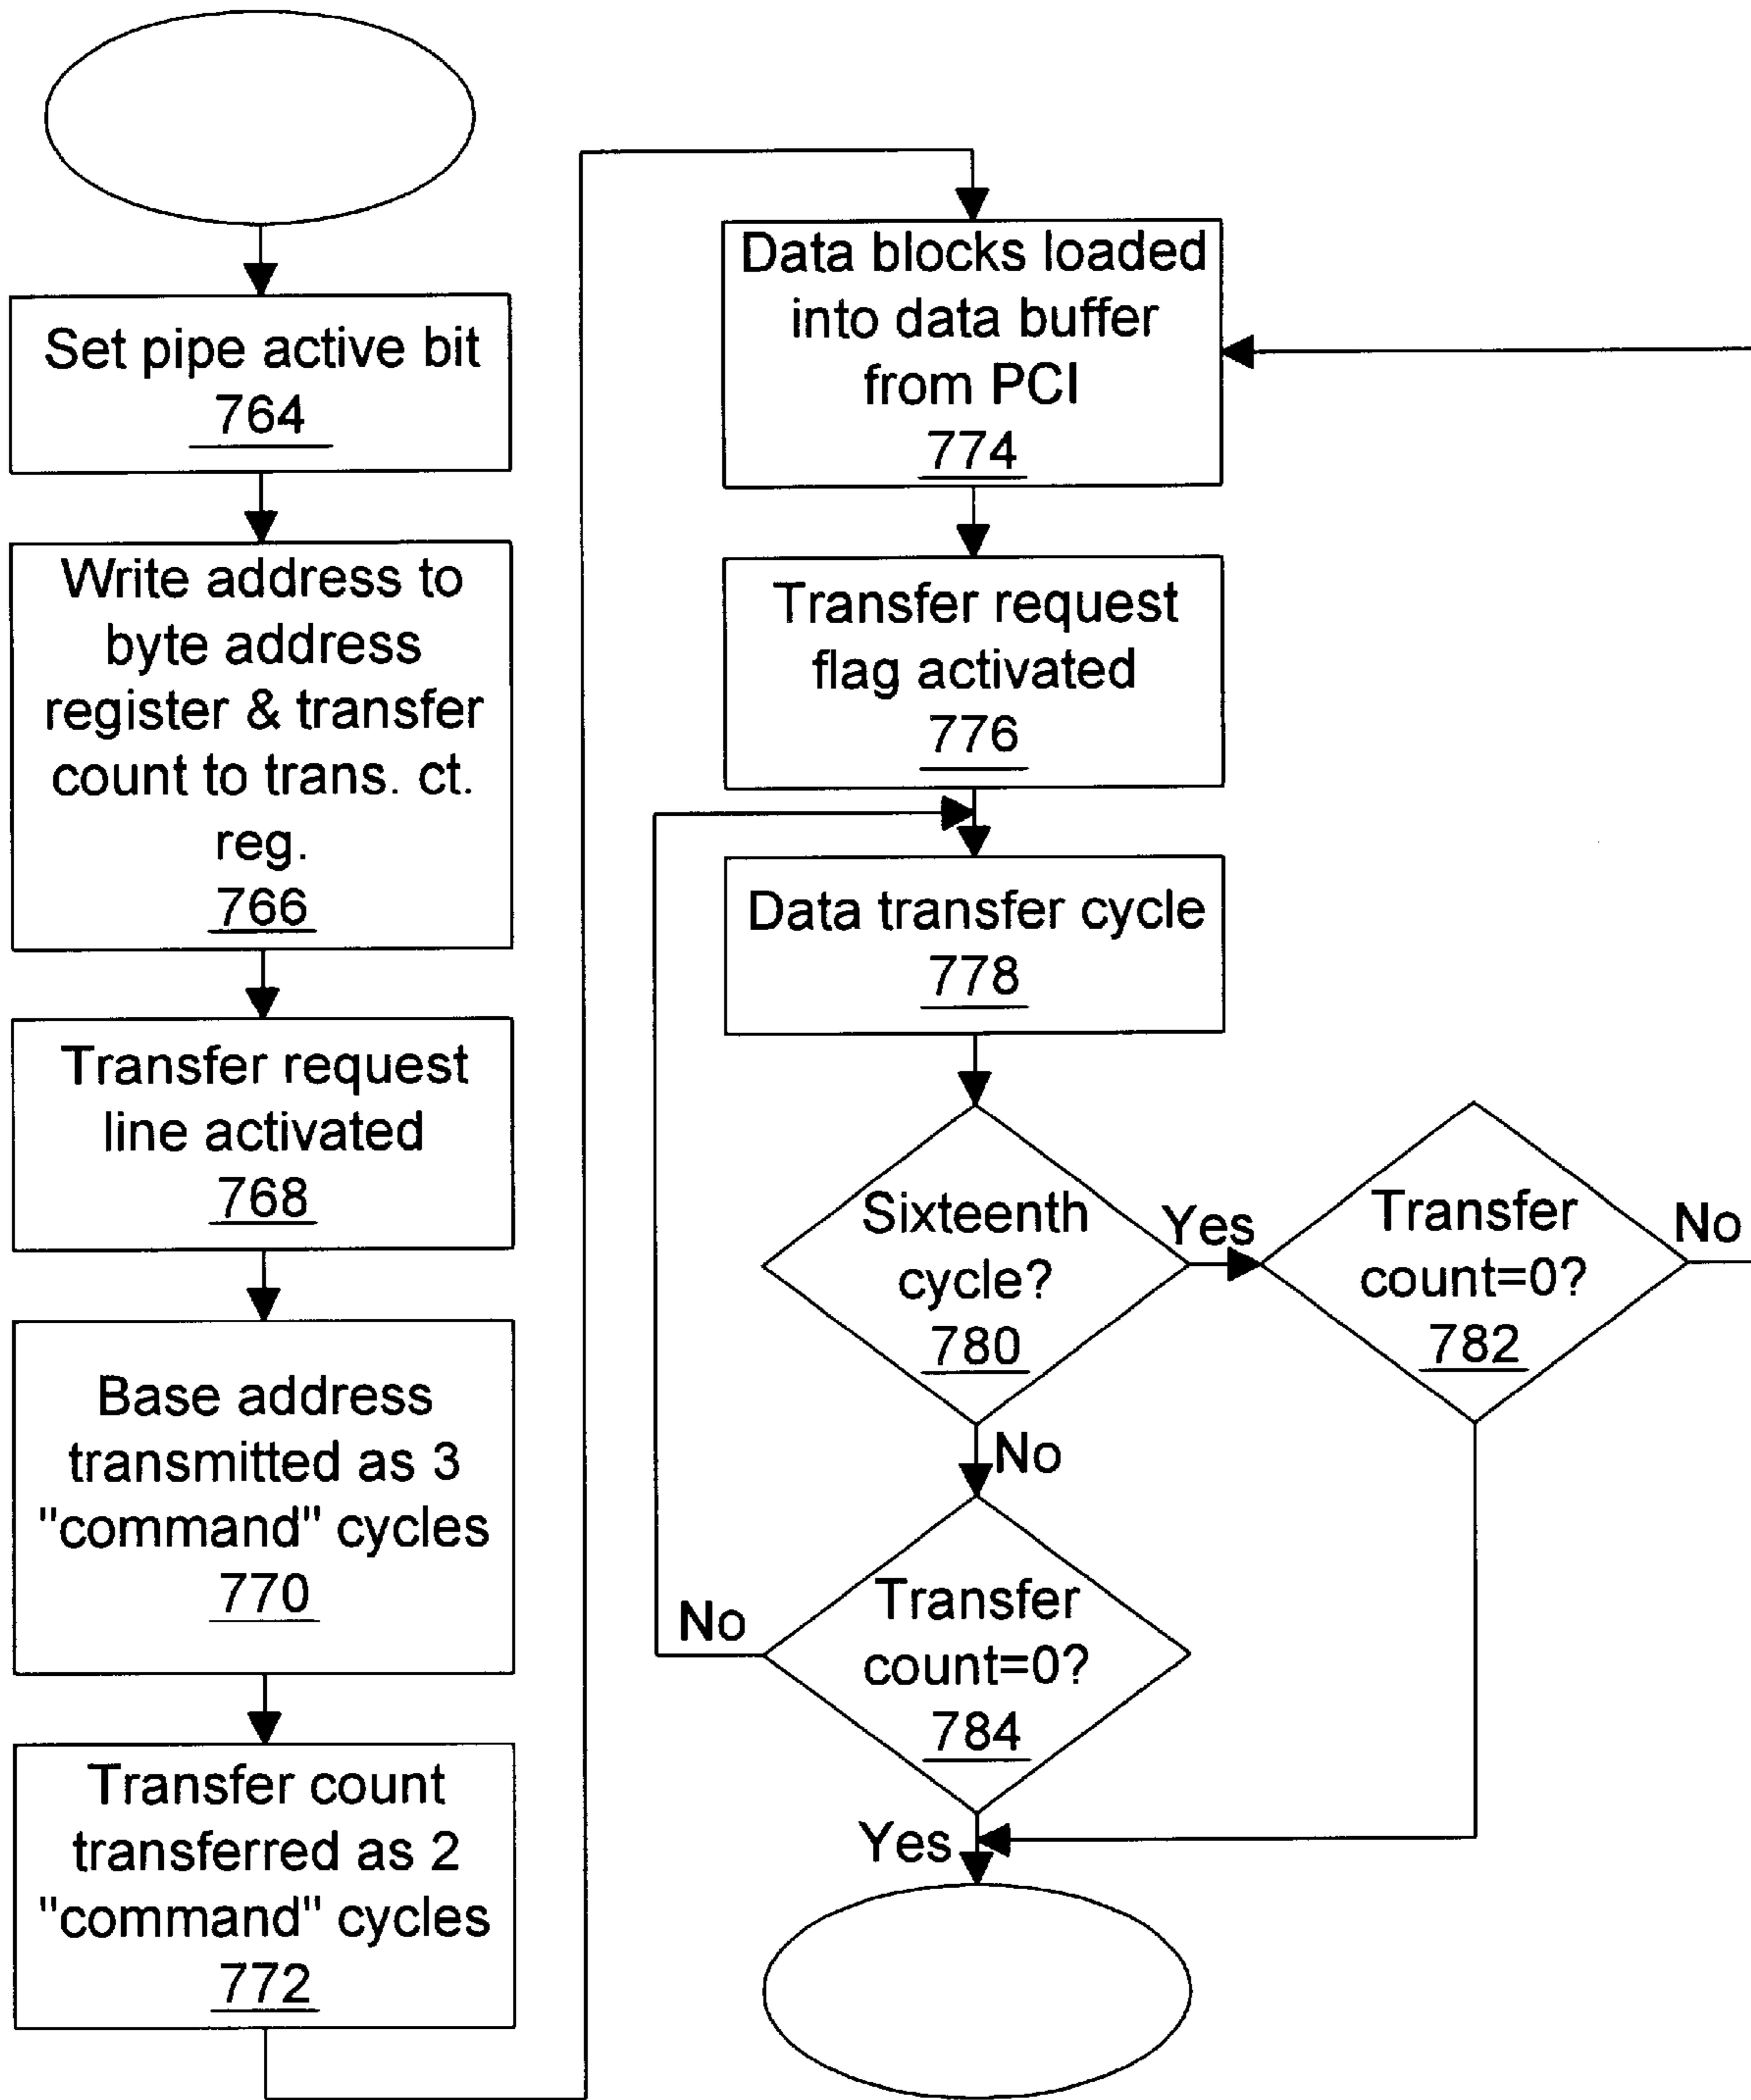 Set pipe active bit
764
Write address to
byte address
register & transfer
count to trans. ct.
reg.
766
Transfer request
line activated
768
Base address
transmitted as 3
"command" cycles
770
Transfer count
transferred as 2
"command" cycles
772
Data blocks loaded
into data buffer
from PCI
774
Transfer request
flag activated
776
Data transfer cycle
778
Sixteenth
cycle?
780
Yes
No
Transfer
count=0?
782
No
Transfer
count=0?
784
No
Yes